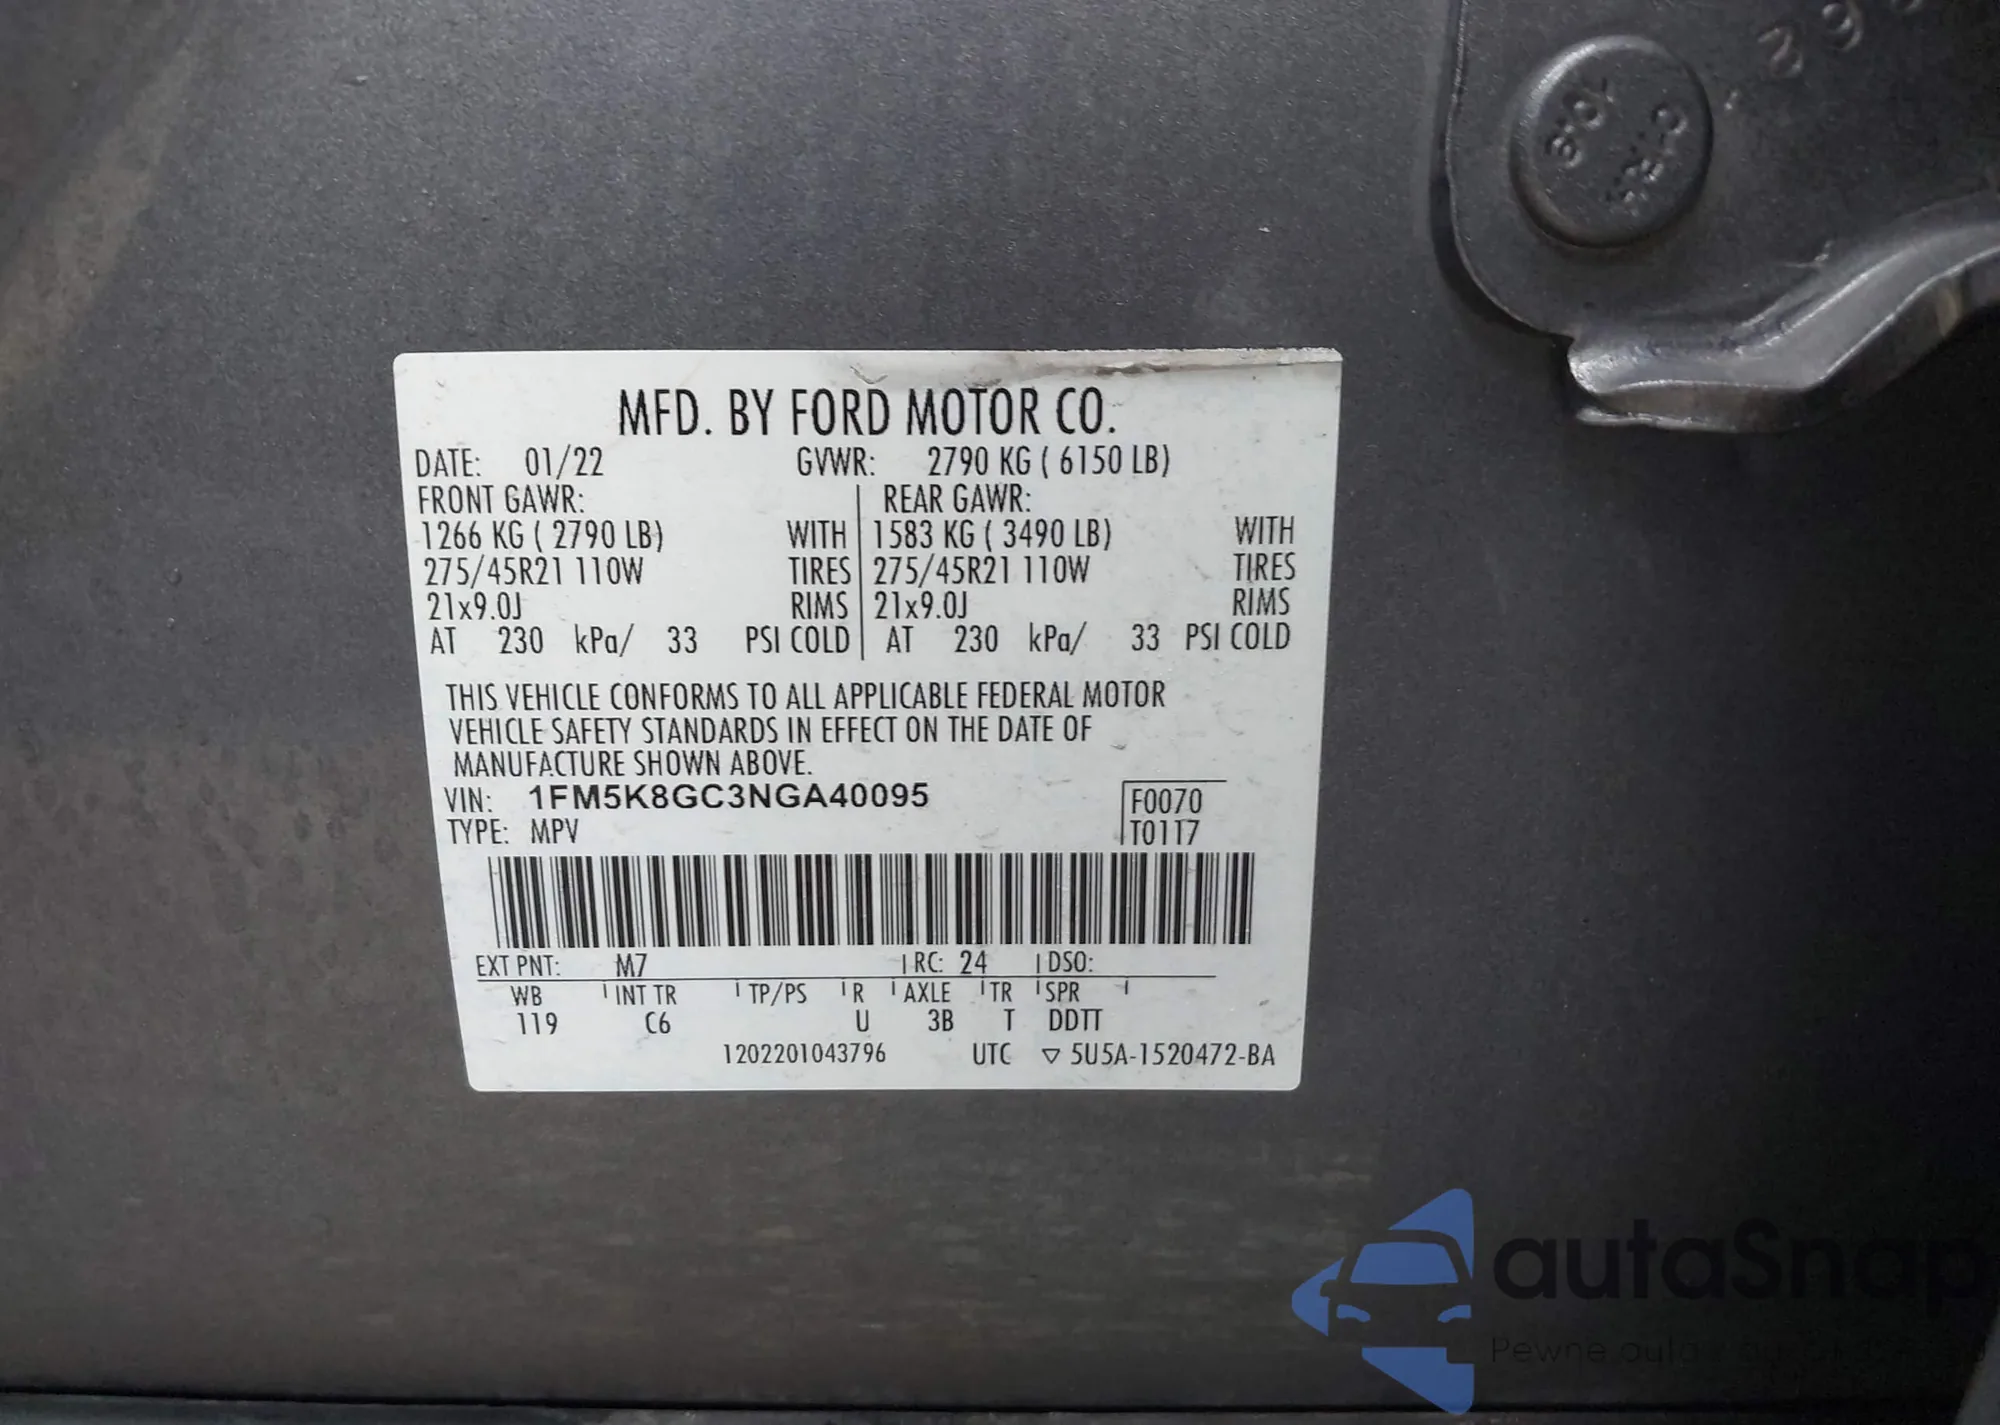 MFD. BY FORD MOTOR CO.
DATE: 01/22 GVWR: 2790 KG ( 6150 LB)
FRONT GAWR: REAR GAWR:
1266 KG ( 2790 LB) WITH 1583 KG ( 3490 LB) WITH
275/45R21 110W TIRES 275/45R21 110W TIRES
21x9.0J RIMS 21x9.0J RIMS
AT 230 kPa/ 33 PSI COLD AT 230 kPa/ 33 PSI COLD
THIS VEHICLE CONFORMS TO ALL APPLICABLE FEDERAL MOTOR
VEHICLE SAFETY STANDARDS IN EFFECT ON THE DATE OF
MANUFACTURE SHOWN ABOVE.
VIN: 1FM5K8GC3NGA40095 F0070
TYPE: MPV T0117
EXT PNT: M7 RC: 24 DSO:
WB INT TR TP/PS R AXLE TR SPR
119 C6 U 3B T DDTT
1202201043796 UTC ▽ 5U5A-1520472-BA
autaSnap
Pewne auto